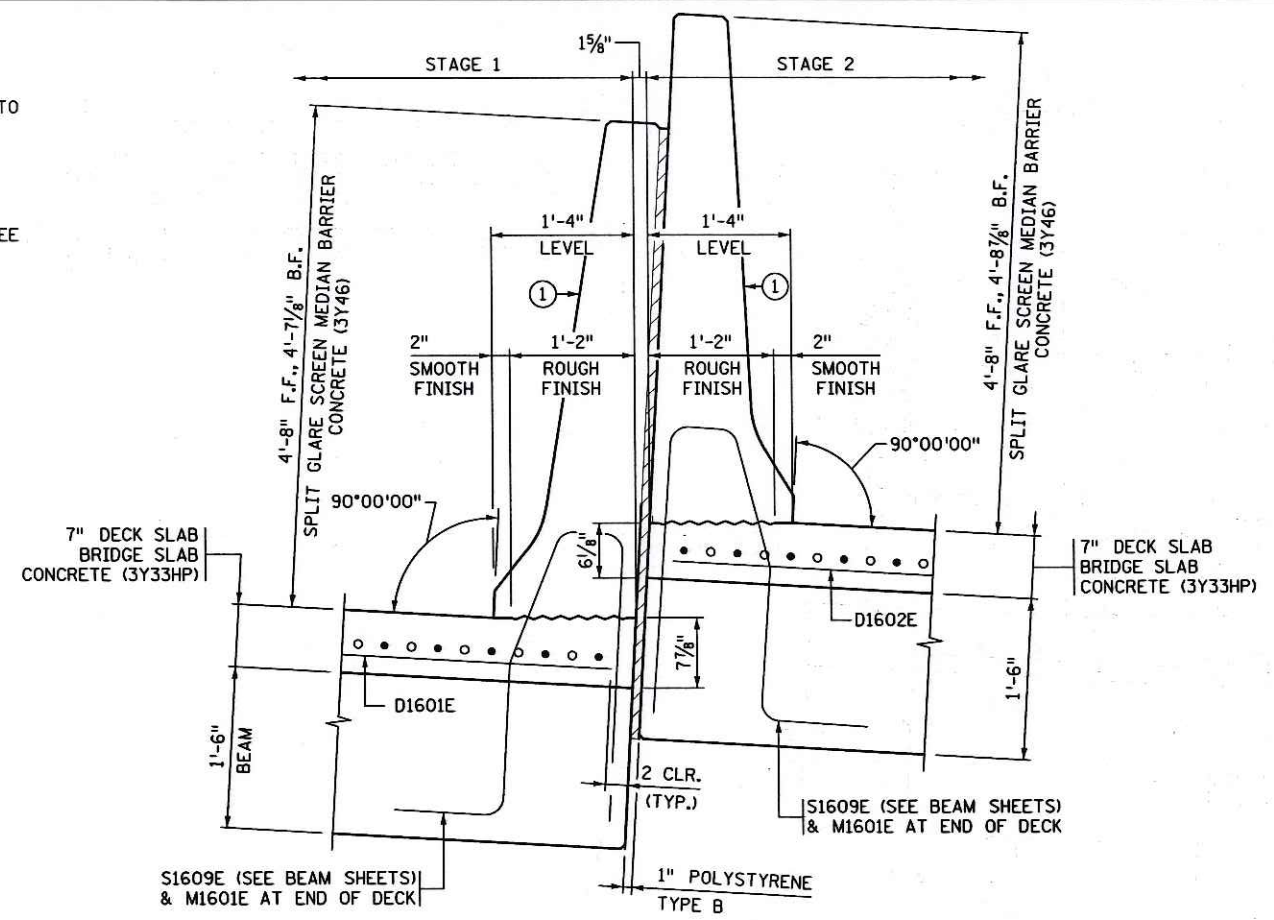 TO
EE
1⅝"
STAGE 1
STAGE 2
4'-8" F.F., 4'-7⅛" B.F.
SPLIT GLARE SCREEN MEDIAN BARRIER
CONCRETE (3Y46)
4'-8" F.F., 4'-8⅞" B.F.
SPLIT GLARE SCREEN MEDIAN BARRIER
CONCRETE (3Y46)
1'-4"
LEVEL
1'-4"
LEVEL
1
1
2"
SMOOTH
FINISH
1'-2"
ROUGH
FINISH
1'-2"
ROUGH
FINISH
2"
SMOOTH
FINISH
90°00'00"
90°00'00"
7" DECK SLAB
BRIDGE SLAB
CONCRETE (3Y33HP)
7" DECK SLAB
BRIDGE SLAB
CONCRETE (3Y33HP)
6⅛"
7⅞"
D1601E
D1602E
1'-6"
BEAM
1'-6"
2 CLR.
(TYP.)
S1609E (SEE BEAM SHEETS)
& M1601E AT END OF DECK
S1609E (SEE BEAM SHEETS)
& M1601E AT END OF DECK
1" POLYSTYRENE
TYPE B